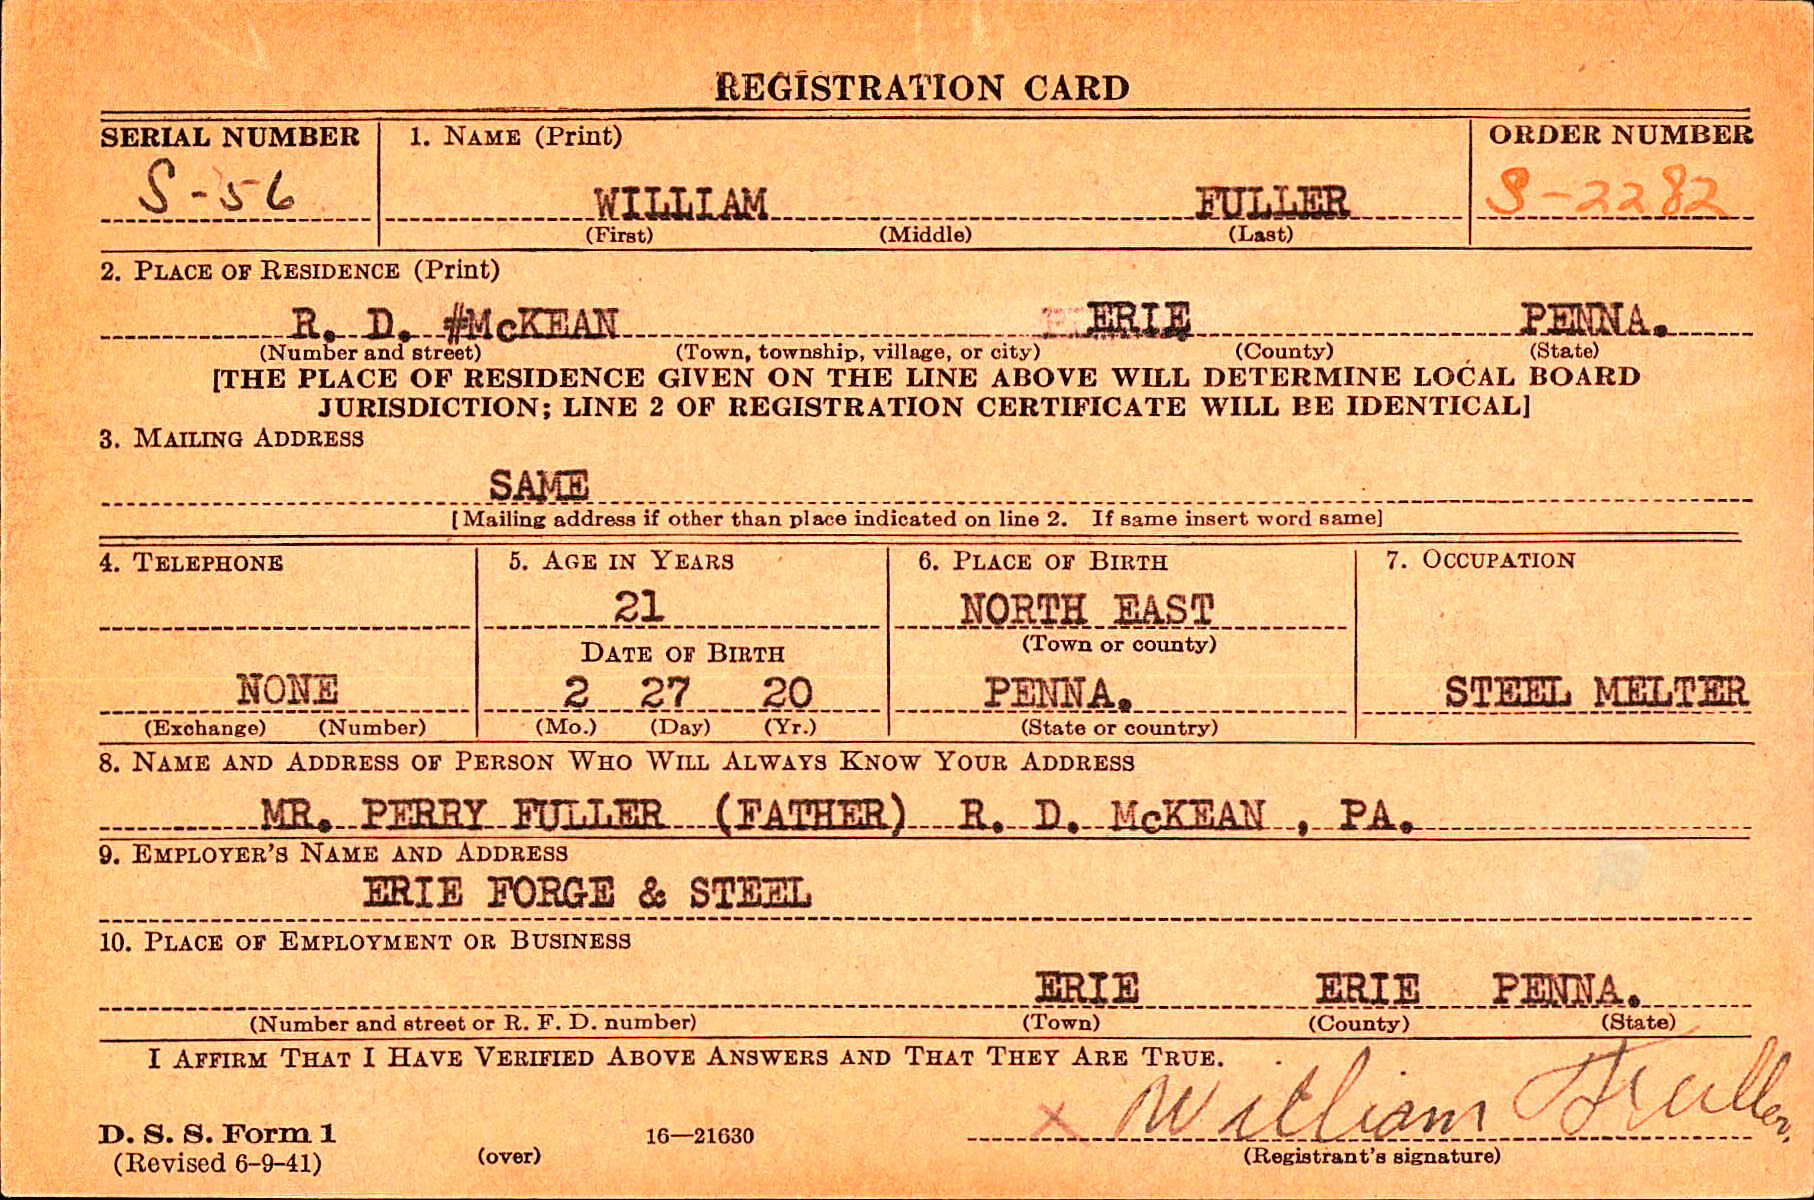 REGISTRATION CARD
SERIAL NUMBER 1. NAME (Print) ORDER NUMBER
S-56 WILLIAM FULLER S-2282
(First) (Middle) (Last)
2. PLACE OF RESIDENCE (Print)
R. D. #McKEAN ERIE PENNA.
(Number and street) (Town, township, village, or city) (County) (State)
[THE PLACE OF RESIDENCE GIVEN ON THE LINE ABOVE WILL DETERMINE LOCAL BOARD
JURISDICTION; LINE 2 OF REGISTRATION CERTIFICATE WILL BE IDENTICAL]
3. MAILING ADDRESS
SAME
[Mailing address if other than place indicated on line 2. If same insert word same]
4. TELEPHONE 5. AGE IN YEARS 6. PLACE OF BIRTH 7. OCCUPATION
21 NORTH EAST
DATE OF BIRTH (Town or county)
NONE 2 27 20 PENNA. STEEL MELTER
(Exchange) (Number) (Mo.) (Day) (Yr.) (State or country)
8. NAME AND ADDRESS OF PERSON WHO WILL ALWAYS KNOW YOUR ADDRESS
MR. PERRY FULLER (FATHER) R. D. McKEAN , PA.
9. EMPLOYER'S NAME AND ADDRESS
ERIE FORGE & STEEL
10. PLACE OF EMPLOYMENT OR BUSINESS
ERIE ERIE PENNA.
(Number and street or R. F. D. number) (Town) (County) (State)
I AFFIRM THAT I HAVE VERIFIED ABOVE ANSWERS AND THAT THEY ARE TRUE.
x William Fuller
D. S. S. Form 1
(Revised 6-9-41) (over) 16—21630 (Registrant's signature)